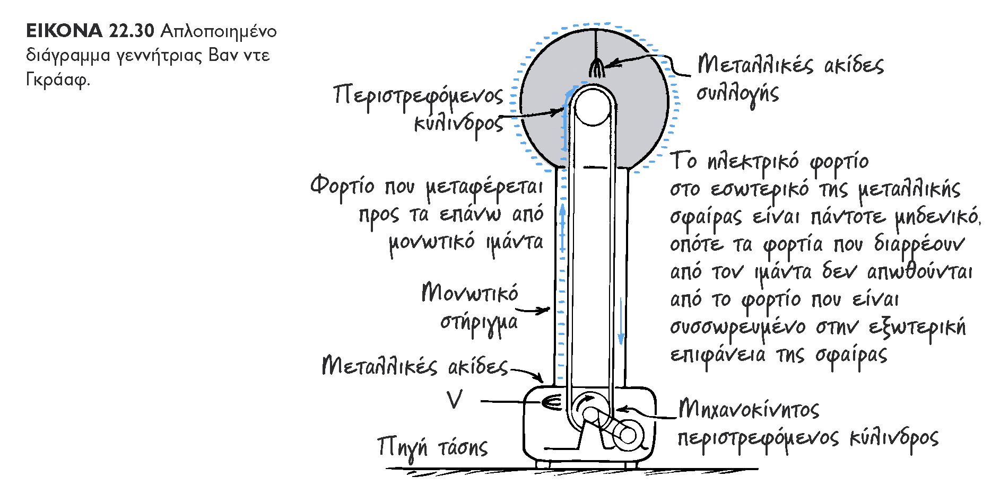 ΕΙΚΟΝΑ 22.30 Απλοποιημένο
διάγραμμα γεννήτριας Βαν ντε
Γκράαφ.
Μεταλλικές ακίδες
συλλογής
Περιστρεφόμενος
κύλινδρος
Φορτίο που μεταφέρεται
προς τα επάνω από
μονωτικό ιμάντα
Το ηλεκτρικό φορτίο
στο εσωτερικό της μεταλλικής
σφαίρας είναι πάντοτε μηδενικό,
οπότε τα φορτία που διαρρέουν
από τον ιμάντα δεν απωθούνται
από το φορτίο που είναι
συσσωρευμένο στην εξωτερική
επιφάνεια της σφαίρας
Μονωτικό
στήριγμα
Μεταλλικές ακίδες
V
Πηγή τάσης
Μηχανοκίνητος
περιστρεφόμενος κύλινδρος